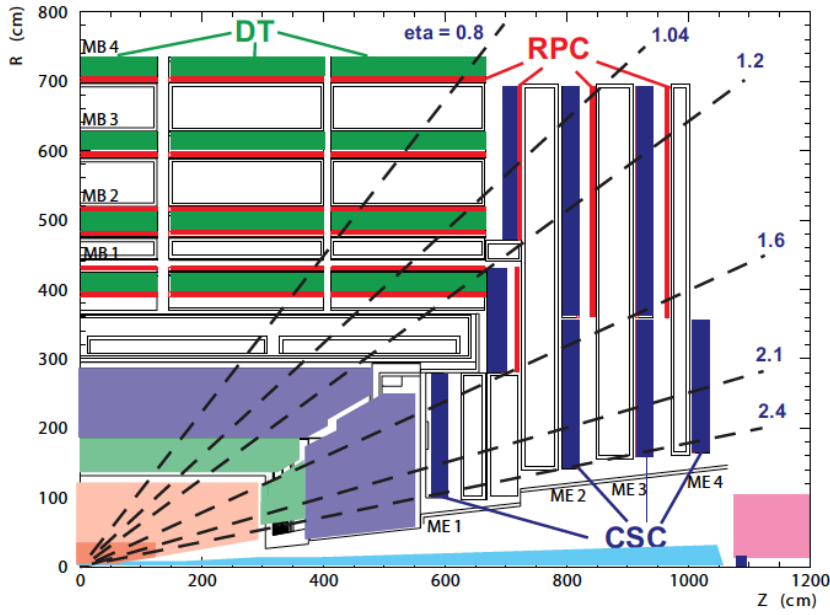 R (cm)
800
700
600
500
400
300
200
100
0
MB 4
MB 3
MB 2
MB 1
DT
eta = 0.8
1.04
RPC
1.2
1.6
2.1
2.4
ME 1
ME 2
ME 3
ME 4
CSC
0
200
400
600
800
1000
1200
Z (cm)